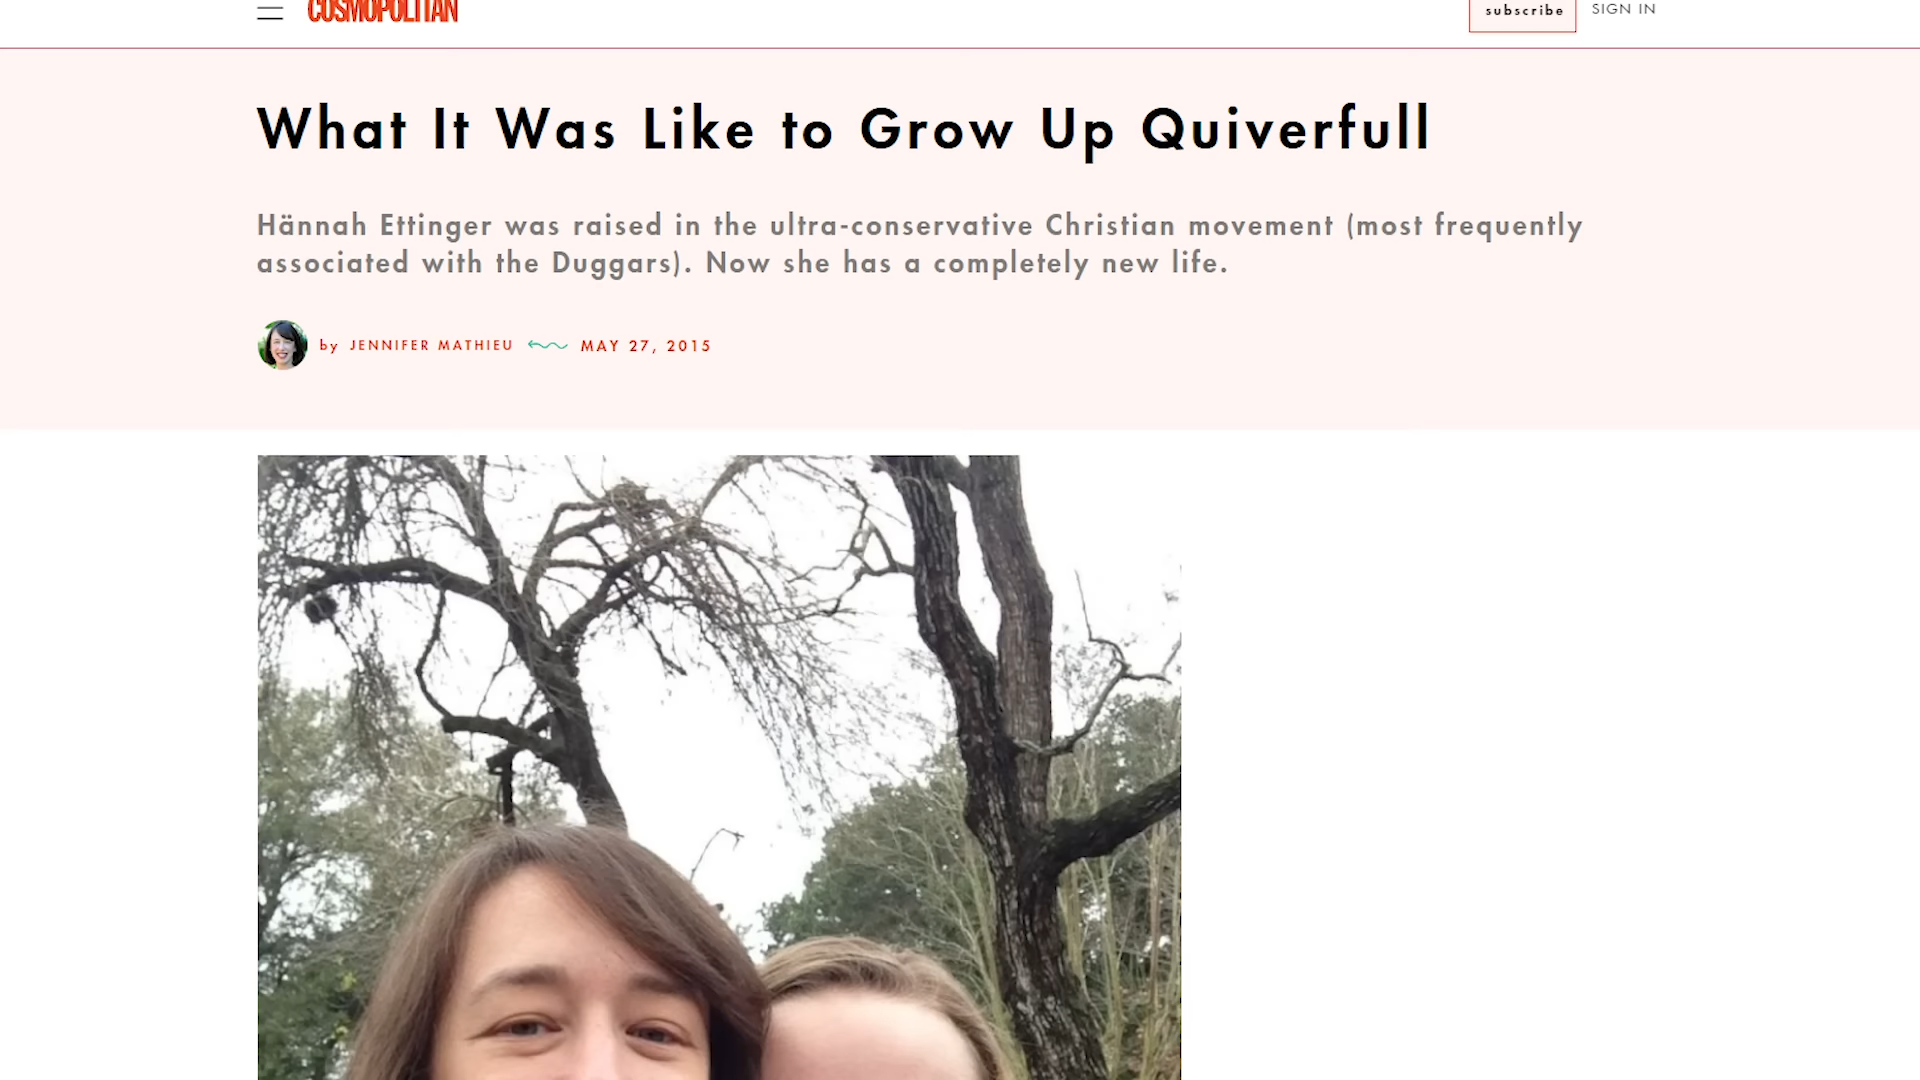 COSMOPOLITAN
subscribe
SIGN IN
What It Was Like to Grow Up Quiverfull
Hännah Ettinger was raised in the ultra-conservative Christian movement (most frequently
associated with the Duggars). Now she has a completely new life.
by JENNIFER MATHIEU
MAY 27, 2015